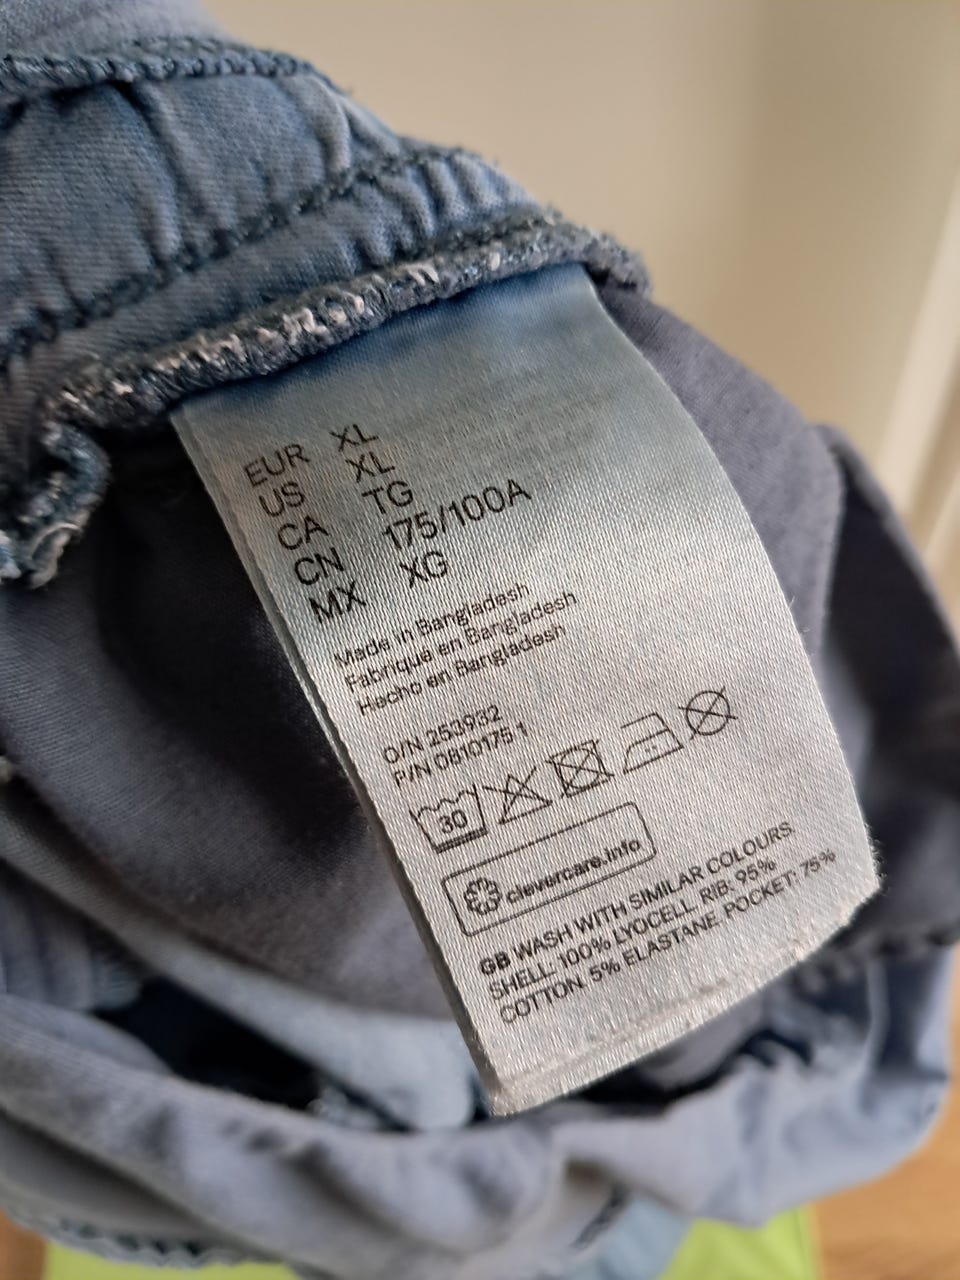 EUR XL
US XL
CA TG
CN 175/100A
MX XG
Made in Bangladesh
Fabriqué en Bangladesh
Hecho en Bangladesh
O/N 253932
P/N 0810175 1
30
clevercare.info
GB WASH WITH SIMILAR COLOURS.
SHELL: 100% LYOCELL. RIB: 95%
COTTON. 5% ELASTANE. POCKET: 75%